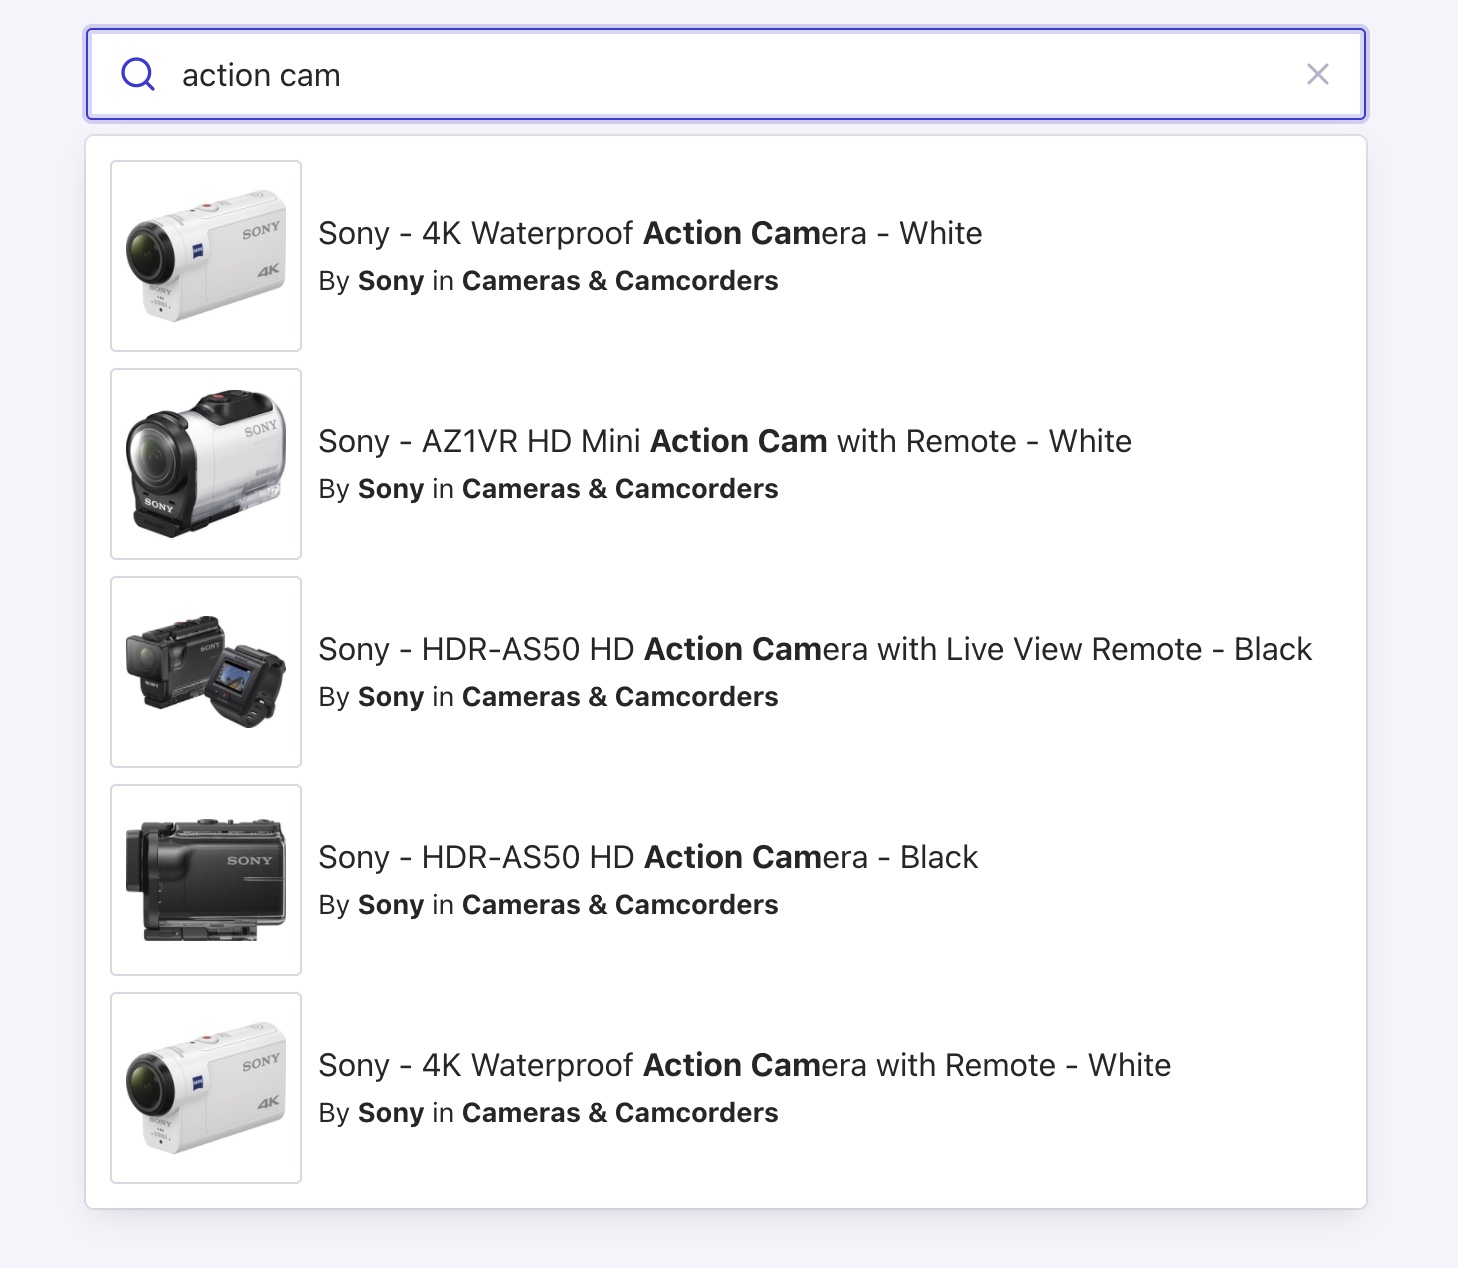 action cam
SONY
4K
SONY
Sony - 4K Waterproof Action Camera - White
By Sony in Cameras & Camcorders
SONY
SONY
Sony - AZ1VR HD Mini Action Cam with Remote - White
By Sony in Cameras & Camcorders
SONY
SONY
Sony - HDR-AS50 HD Action Camera with Live View Remote - Black
By Sony in Cameras & Camcorders
SONY
Sony - HDR-AS50 HD Action Camera - Black
By Sony in Cameras & Camcorders
SONY
4K
SONY
Sony - 4K Waterproof Action Camera with Remote - White
By Sony in Cameras & Camcorders